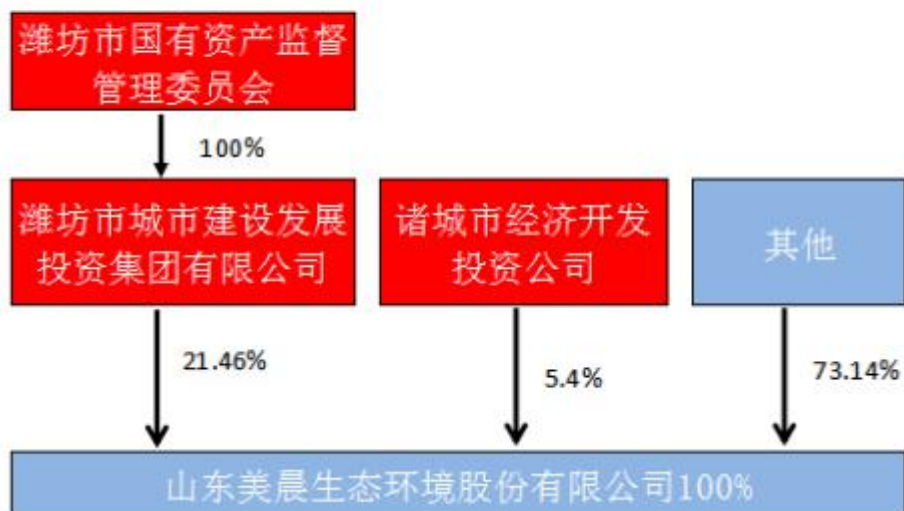 潍坊市国有资产监督
管理委员会
100%
潍坊市城市建设发展
投资集团有限公司
诸城市经济开发
投资公司
其他
21.46%
5.4%
73.14%
山东美晨生态环境股份有限公司100%